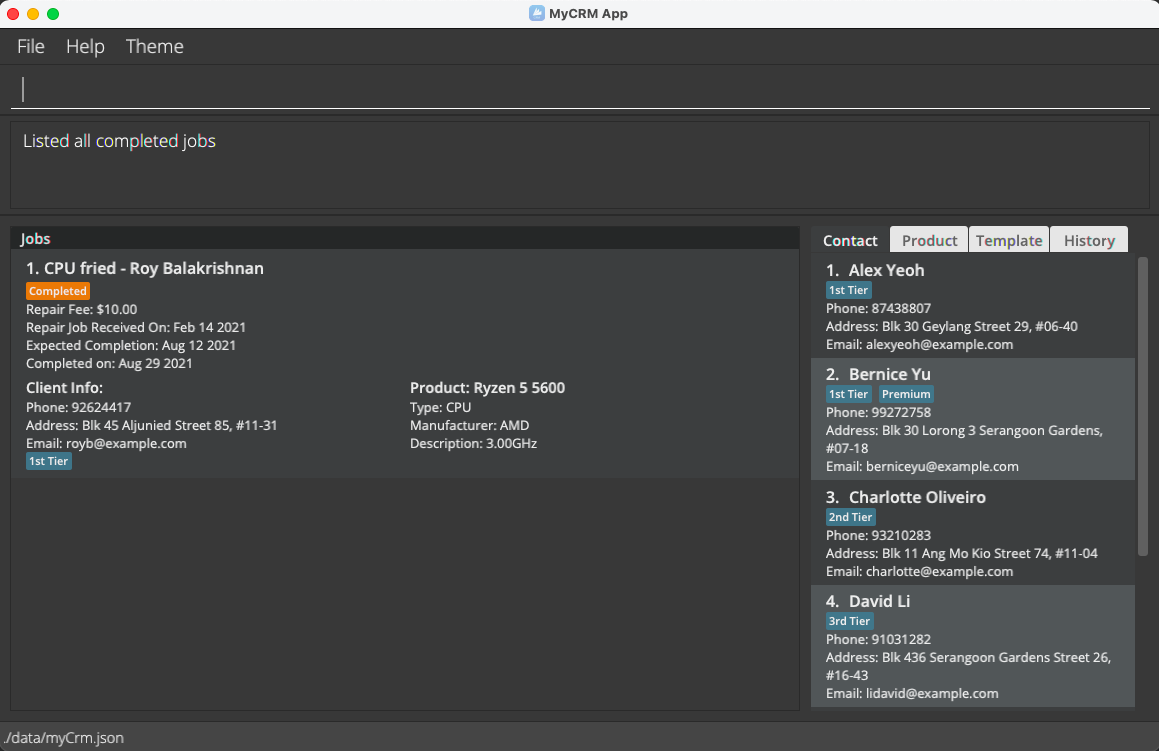 MyCRM App
File Help Theme
Listed all completed jobs
Jobs
1. CPU fried - Roy Balakrishnan
Completed
Repair Fee: $10.00
Repair Job Received On: Feb 14 2021
Expected Completion: Aug 12 2021
Completed on: Aug 29 2021
Client Info:
Phone: 92624417
Address: Blk 45 Aljunied Street 85, #11-31
Email: royb@example.com
1st Tier
Product: Ryzen 5 5600
Type: CPU
Manufacturer: AMD
Description: 3.00GHz
Contact Product Template History
1. Alex Yeoh
1st Tier
Phone: 87438807
Address: Blk 30 Geylang Street 29, #06-40
Email: alexyeoh@example.com
2. Bernice Yu
1st Tier Premium
Phone: 99272758
Address: Blk 30 Lorong 3 Serangoon Gardens,
#07-18
Email: berniceyu@example.com
3. Charlotte Oliveiro
2nd Tier
Phone: 93210283
Address: Blk 11 Ang Mo Kio Street 74, #11-04
Email: charlotte@example.com
4. David Li
3rd Tier
Phone: 91031282
Address: Blk 436 Serangoon Gardens Street 26,
#16-43
Email: lidavid@example.com
./data/myCrm.json